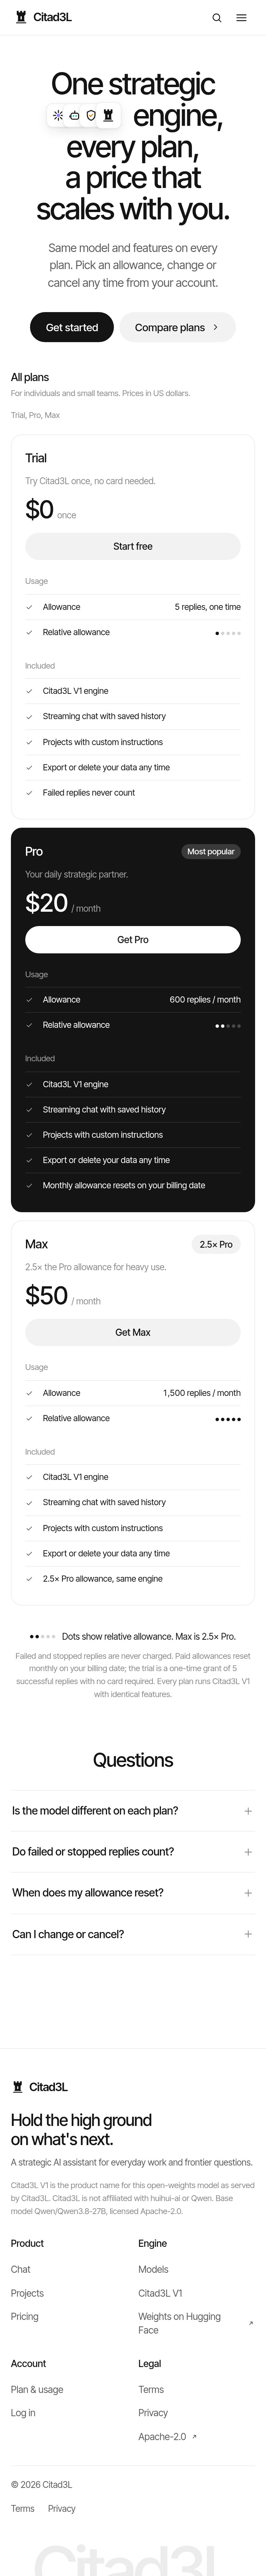 Citad3L
One strategic
engine,
every plan,
a price that
scales with you.
Same model and features on every
plan. Pick an allowance, change or
cancel any time from your account.
Get started
Compare plans
All plans
For individuals and small teams. Prices in US dollars.
Trial, Pro, Max
Trial
Try Citad3L once, no card needed.
$0 once
Start free
Usage
Allowance 5 replies, one time
Relative allowance
Included
Citad3L V1 engine
Streaming chat with saved history
Projects with custom instructions
Export or delete your data any time
Failed replies never count
Pro Most popular
Your daily strategic partner.
$20 / month
Get Pro
Usage
Allowance 600 replies / month
Relative allowance
Included
Citad3L V1 engine
Streaming chat with saved history
Projects with custom instructions
Export or delete your data any time
Monthly allowance resets on your billing date
Max 2.5× Pro
2.5× the Pro allowance for heavy use.
$50 / month
Get Max
Usage
Allowance 1,500 replies / month
Relative allowance
Included
Citad3L V1 engine
Streaming chat with saved history
Projects with custom instructions
Export or delete your data any time
2.5× Pro allowance, same engine
Dots show relative allowance. Max is 2.5× Pro.
Failed and stopped replies are never charged. Paid allowances reset
monthly on your billing date; the trial is a one-time grant of 5
successful replies with no card required. Every plan runs Citad3L V1
with identical features.
Questions
Is the model different on each plan?
Do failed or stopped replies count?
When does my allowance reset?
Can I change or cancel?
Citad3L
Hold the high ground
on what's next.
A strategic AI assistant for everyday work and frontier questions.
Citad3L V1 is the product name for this open-weights model as served
by Citad3L. Citad3L is not affiliated with huihui-ai or Qwen. Base
model Qwen/Qwen3.8-27B, licensed Apache-2.0.
Product
Chat
Projects
Pricing
Engine
Models
Citad3L V1
Weights on Hugging
Face
Account
Plan & usage
Log in
Legal
Terms
Privacy
Apache-2.0
© 2026 Citad3L
Terms Privacy
Citad3L